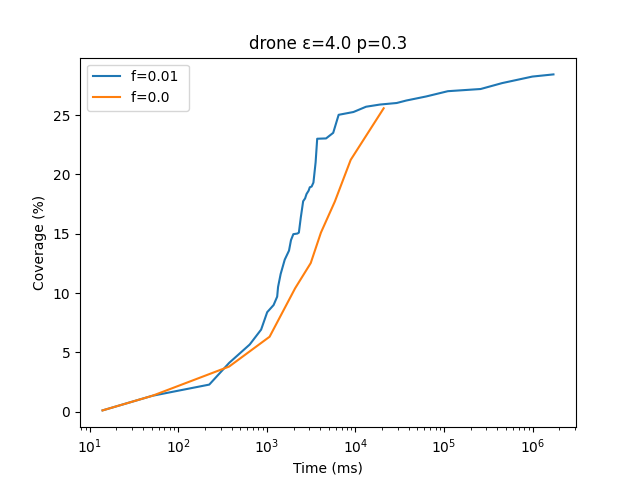 drone ε=4.0 p=0.3
f=0.01
f=0.0
Coverage (%)
25
20
15
10
5
0
10¹ 10² 10³ 10⁴ 10⁵ 10⁶
Time (ms)